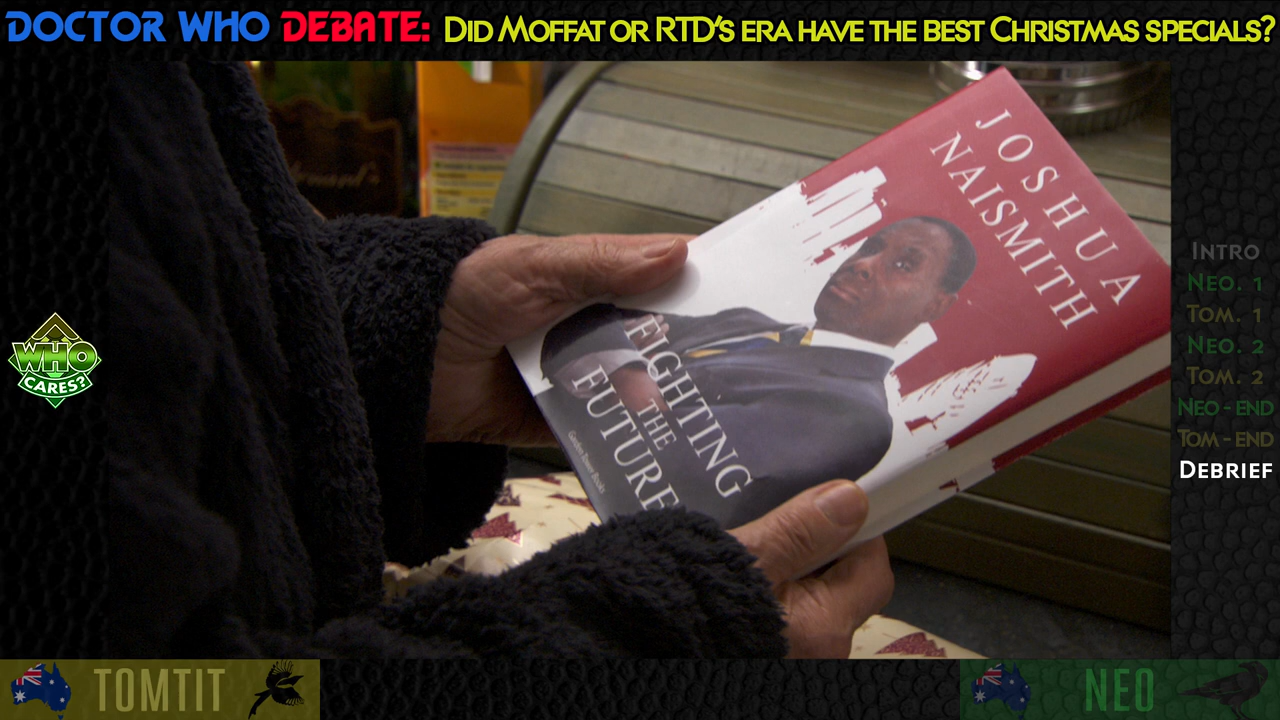 DOCTOR WHO DEBATE: DID MOFFAT OR RTD'S ERA HAVE THE BEST CHRISTMAS SPECIALS?
JOSHUA
NAISMITH
FIGHTING
THE
FUTURE
WHO
CARES?
INTRO
NEO. 1
TOM. 1
NEO. 2
TOM. 2
NEO - END
TOM - END
DEBRIEF
TOMTIT
NEO